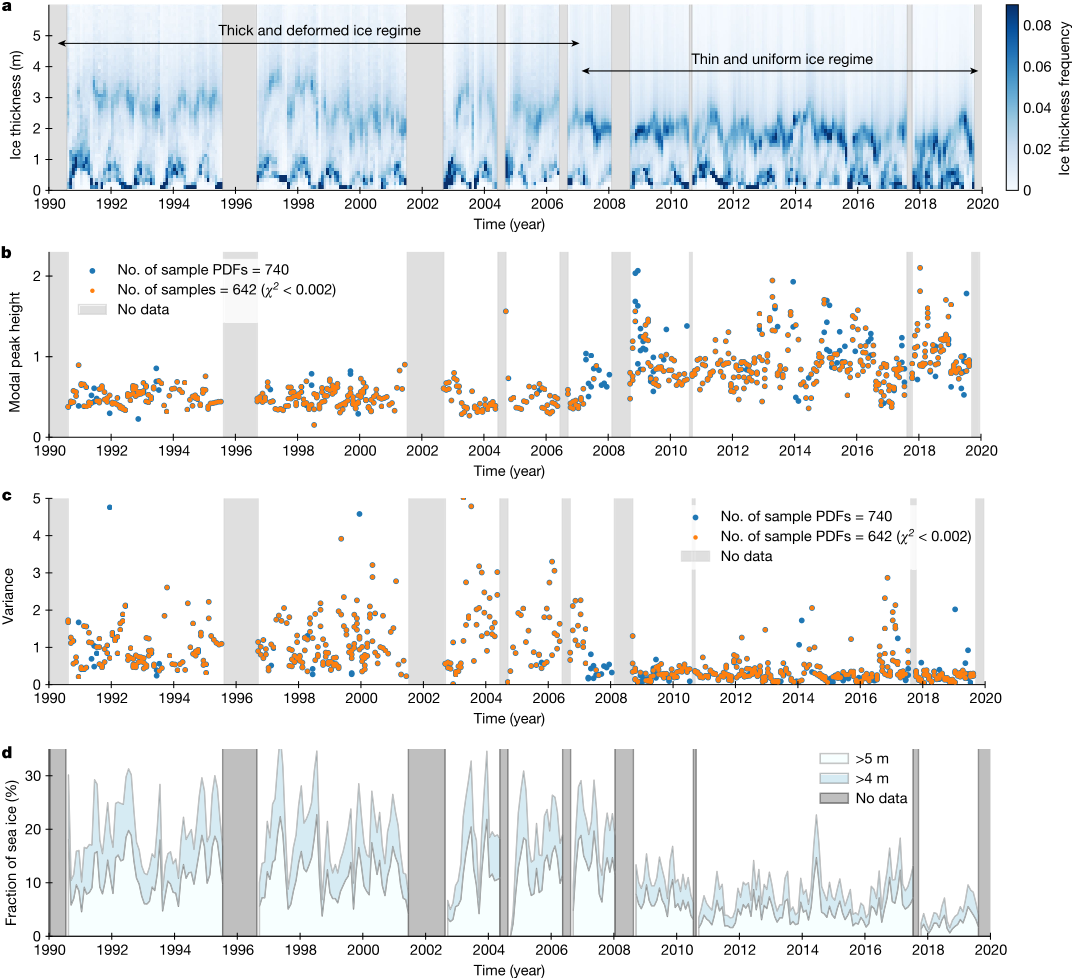 a
Thick and deformed ice regime
Thin and uniform ice regime
Ice thickness (m)
5
4
3
2
1
0
1990 1992 1994 1996 1998 2000 2002 2004 2006 2008 2010 2012 2014 2016 2018 2020
Time (year)
0.08
0.06
0.04
0.02
0
Ice thickness frequency
b
No. of sample PDFs = 740
No. of samples = 642 (χ² < 0.002)
No data
Modal peak height
2
1
0
1990 1992 1994 1996 1998 2000 2002 2004 2006 2008 2010 2012 2014 2016 2018 2020
Time (year)
c
No. of sample PDFs = 740
No. of sample PDFs = 642 (χ² < 0.002)
No data
Variance
5
4
3
2
1
0
1990 1992 1994 1996 1998 2000 2002 2004 2006 2008 2010 2012 2014 2016 2018 2020
Time (year)
d
>5 m
>4 m
No data
Fraction of sea ice (%)
30
20
10
0
1990 1992 1994 1996 1998 2000 2002 2004 2006 2008 2010 2012 2014 2016 2018 2020
Time (year)